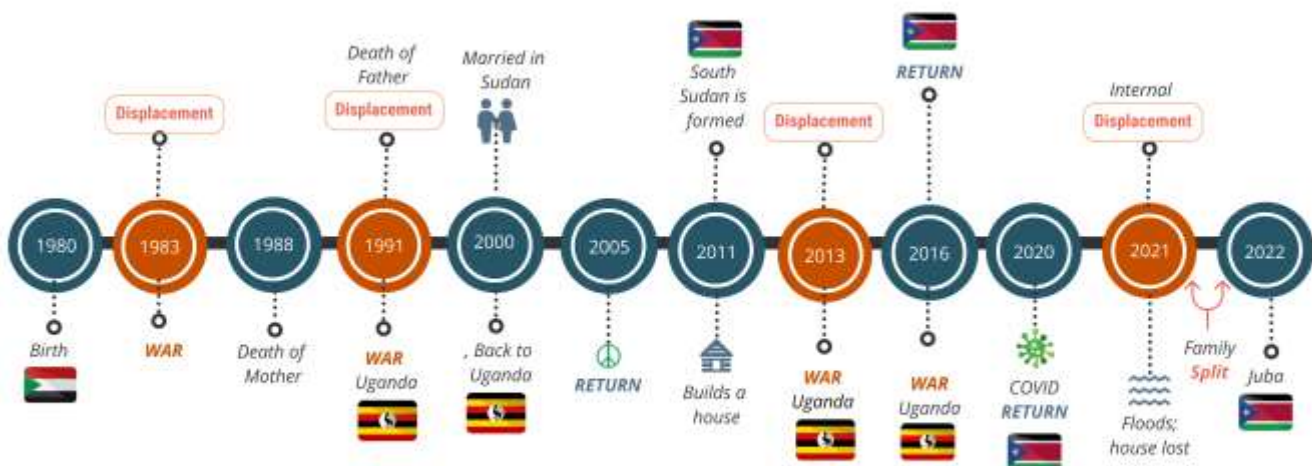 Death of
Father
Displacement
Married in
Sudan
South
Sudan is
formed
RETURN
Internal
Displacement
Displacement
Displacement
1980
1983
1988
1991
2000
2005
2011
2013
2016
2020
2021
2022
Birth
WAR
Death of
Mother
WAR
Uganda
, Back to
Uganda
RETURN
Builds a
house
WAR
Uganda
WAR
Uganda
COVID
RETURN
Floods;
house lost
Family
Split
Juba